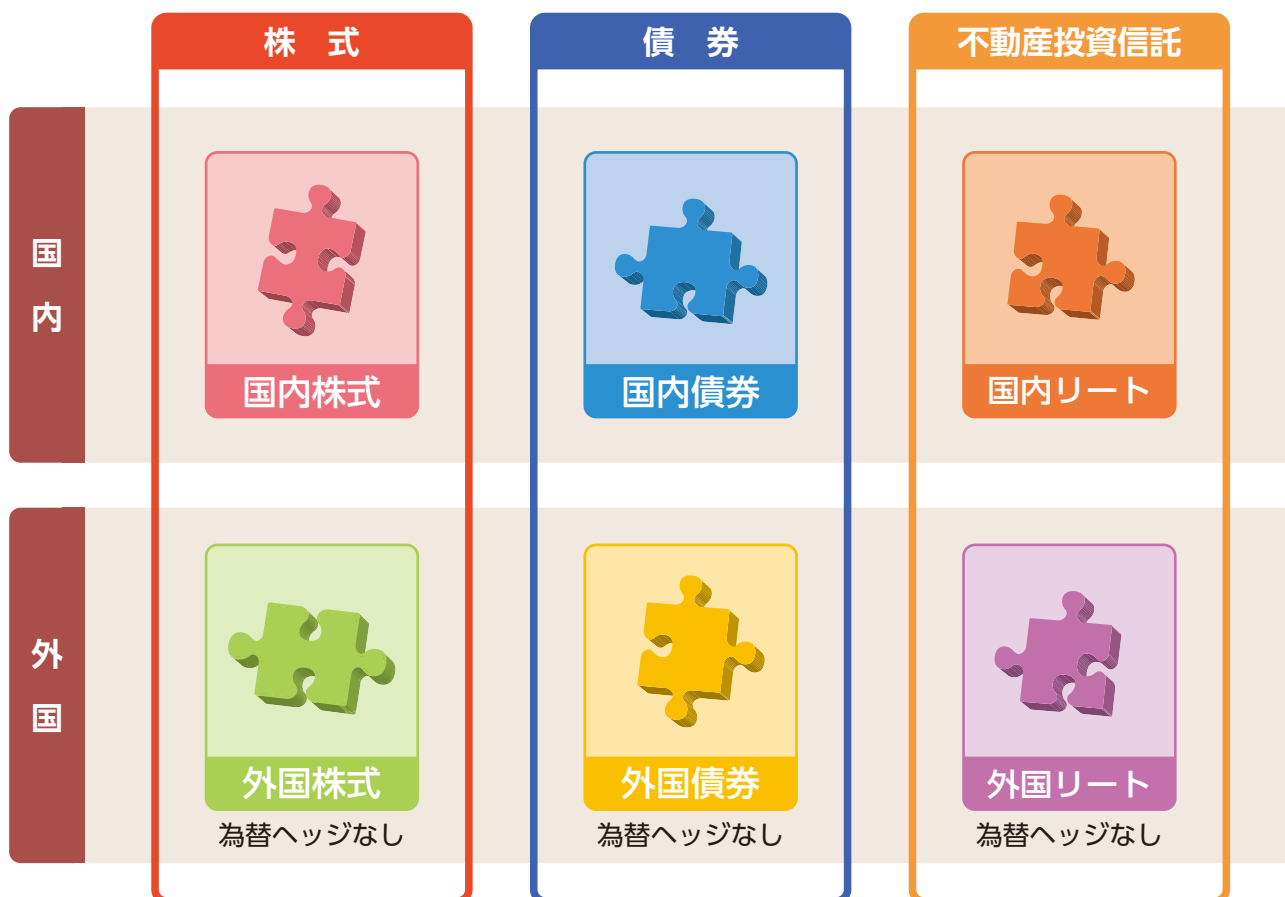 株 式
債 券
不動産投資信託
国内
国内株式
国内債券
国内リート
外国
外国株式
外国債券
外国リート
為替ヘッジなし
為替ヘッジなし
為替ヘッジなし